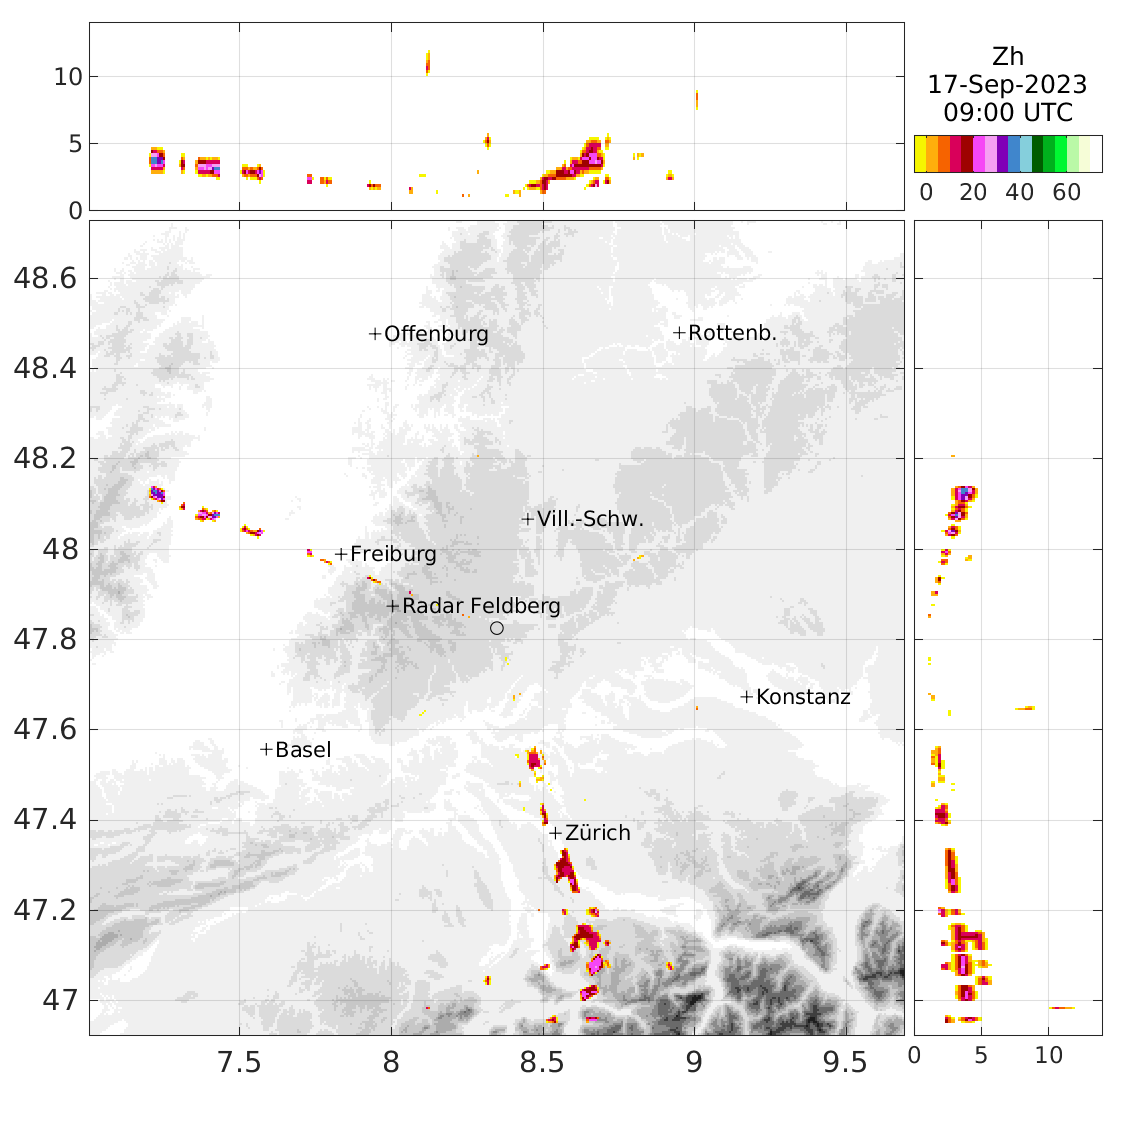 10
5
0
Zh
17-Sep-2023
09:00 UTC
0 20 40 60
48.6
48.4
48.2
48
47.8
47.6
47.4
47.2
47
Offenburg
Rottenb.
Vill.-Schw.
Freiburg
Radar Feldberg
Konstanz
Basel
Zürich
7.5 8 8.5 9 9.5
0 5 10